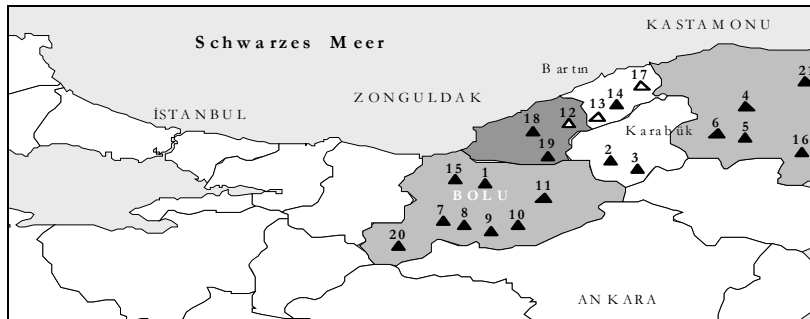 KASTAMONU
Schwarzes Meer
Bartın
17
21
ZONGULDAK
14
4
İSTANBUL
13
12
18
Karabük
6
5
19
2
3
16
15
1
BOLU
11
7
8
9
10
20
ANKARA